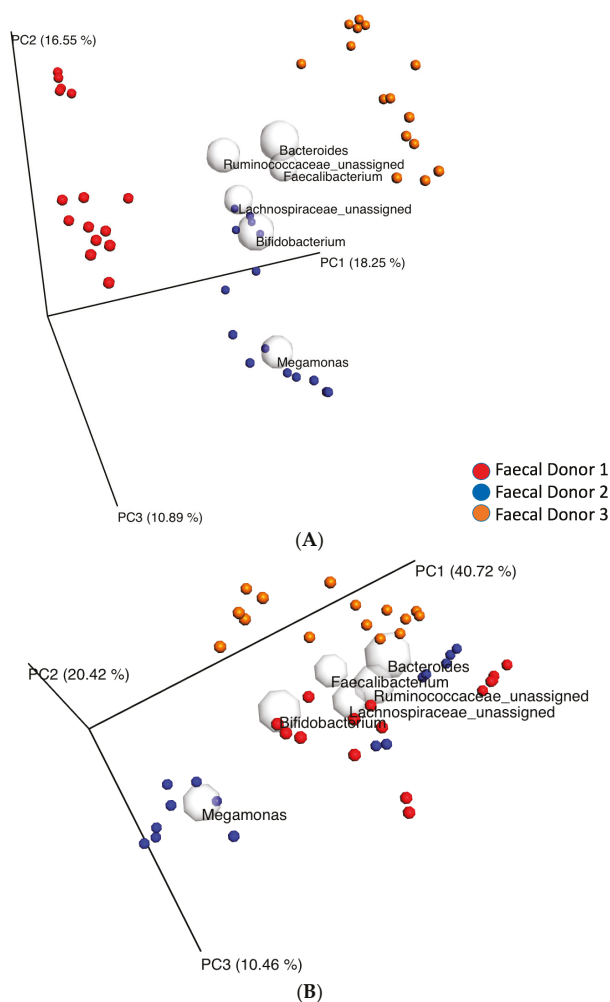 PC2 (16.55 %)
Bacteroides
Ruminococcaceae_unassigned
Faecalibacterium
Lachnospiraceae_unassigned
Bifidobacterium
PC1 (18.25 %)
Megamonas
Faecal Donor 1
Faecal Donor 2
Faecal Donor 3
PC3 (10.89 %)
(A)
PC1 (40.72 %)
PC2 (20.42 %)
Bacteroides
Faecalibacterium
Ruminococcaceae_unassigned
Lachnospiraceae_unassigned
Bifidobacterium
Megamonas
PC3 (10.46 %)
(B)